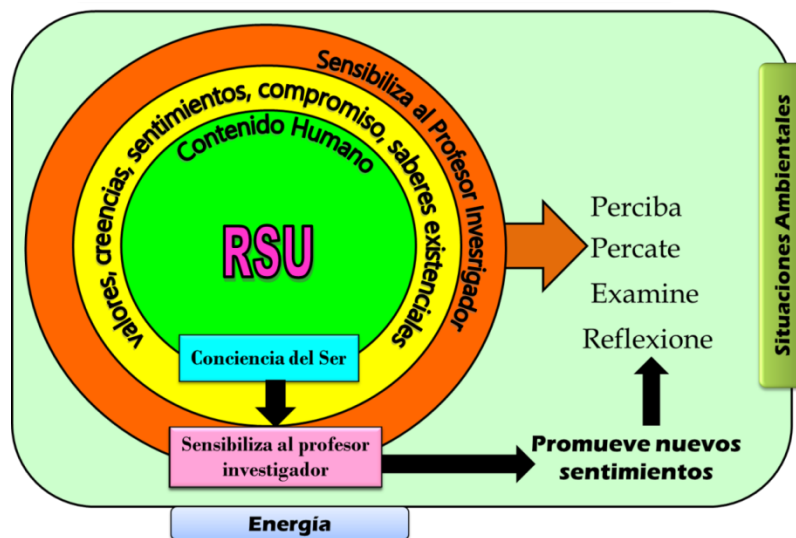 Sensibiliza al Profesor Invesrigador
valores, creencias, sentimientos, compromiso, saberes existenciales
Contenido Humano
RSU
Conciencia del Ser
Sensibiliza al profesor
investigador
Perciba
Percate
Examine
Reflexione
Promueve nuevos
sentimientos
Situaciones Ambientales
Energía